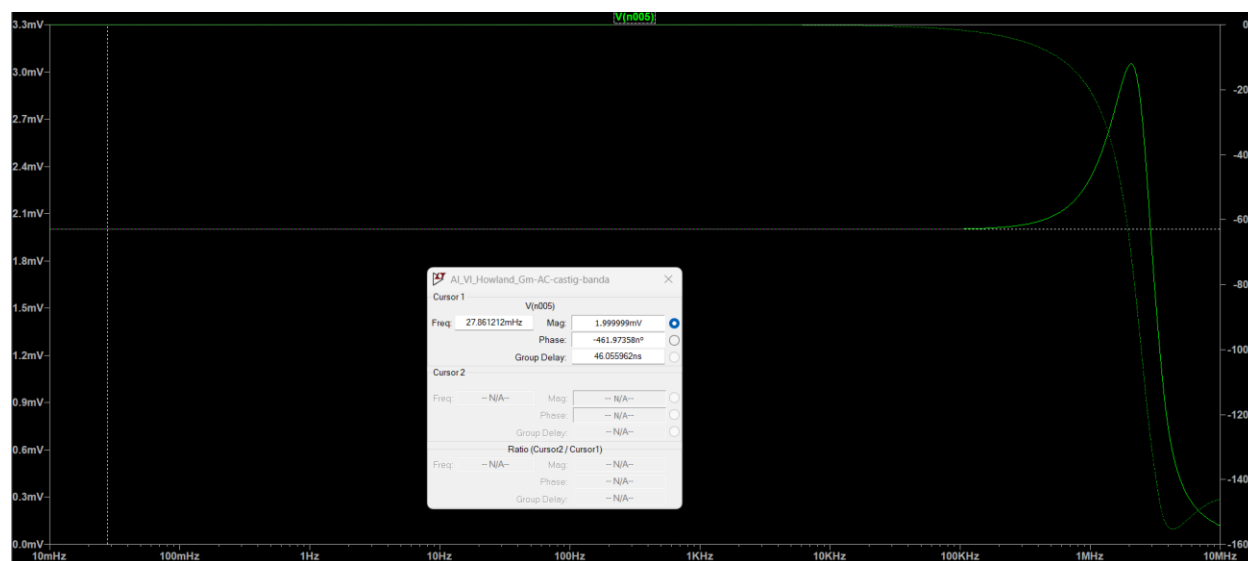 V(n005)
3.3mV
3.0mV
2.7mV
2.4mV
2.1mV
1.8mV
1.5mV
1.2mV
0.9mV
0.6mV
0.3mV
0.0mV
0
-20
-40
-60
-80
-100
-120
-140
-160
10mHz 100mHz 1Hz 10Hz 100Hz 1KHz 10KHz 100KHz 1MHz 10MHz
AI_VI_Howland_Gm-AC-castig-banda
Cursor 1
V(n005)
Freq: 27.861212mHz Mag: 1.999999mV
Phase: -461.97358nº
Group Delay: 46.055962ns
Cursor 2
Freq: -- N/A-- Mag: -- N/A--
Phase: -- N/A--
Group Delay: -- N/A--
Ratio (Cursor2 / Cursor1)
Freq: -- N/A-- Mag: -- N/A--
Phase: -- N/A--
Group Delay: -- N/A--